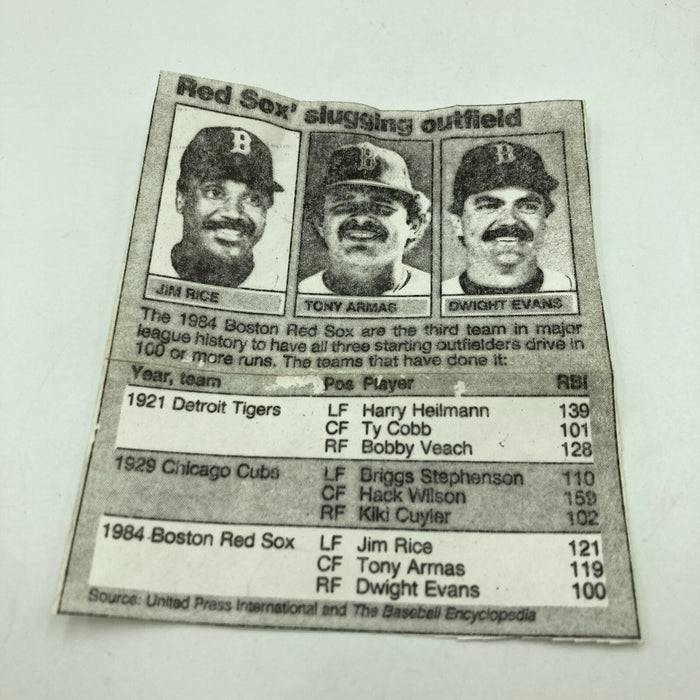 Red Sox' slugging outfield
B B B
JIM RICE TONY ARMAS DWIGHT EVANS
The 1984 Boston Red Sox are the third team in major
league history to have all three starting outfielders drive in
100 or more runs. The teams that have done it:
Year, team Pos Player RBI
1921 Detroit Tigers LF Harry Heilmann 139
CF Ty Cobb 101
RF Bobby Veach 128
1929 Chicago Cubs LF Briggs Stephenson 110
CF Hack Wilson 159
RF Kiki Cuyler 102
1984 Boston Red Sox LF Jim Rice 121
CF Tony Armas 119
RF Dwight Evans 100
Source: United Press International and The Baseball Encyclopedia